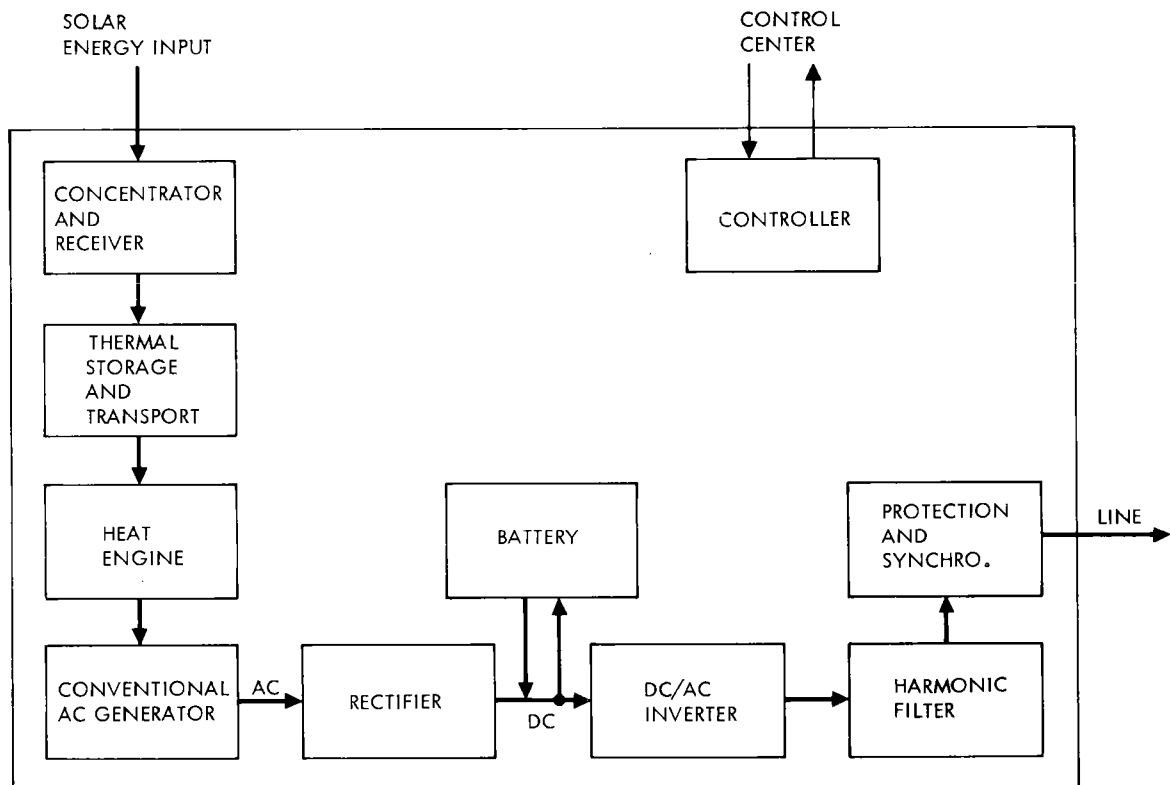 SOLAR
ENERGY INPUT
CONTROL
CENTER
CONCENTRATOR
AND
RECEIVER
CONTROLLER
THERMAL
STORAGE
AND
TRANSPORT
HEAT
ENGINE
BATTERY
PROTECTION
AND
SYNCHRO.
LINE
CONVENTIONAL
AC GENERATOR
AC
RECTIFIER
DC
DC/AC
INVERTER
HARMONIC
FILTER